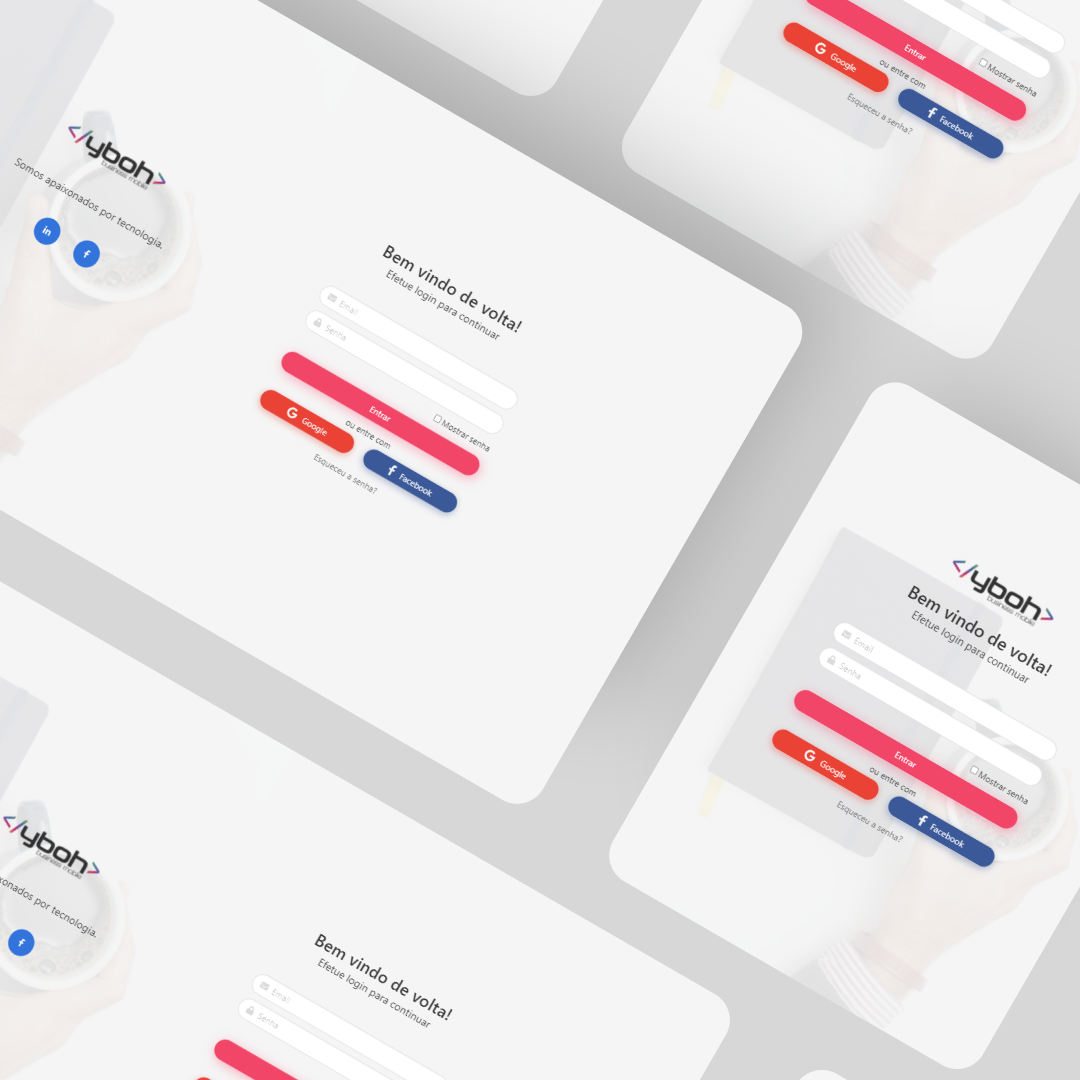 </yboh>
business mobile
Somos apaixonados por tecnologia.
in
f
Bem vindo de volta!
Efetue login para continuar
Email
Senha
Mostrar senha
Entrar
ou entre com
G Google
f Facebook
Esqueceu a senha?
Mostrar senha
Entrar
ou entre com
G Google
f Facebook
Esqueceu a senha?
</yboh>
business mobile
Bem vindo de volta!
Efetue login para continuar
Email
Senha
Mostrar senha
Entrar
ou entre com
G Google
f Facebook
Esqueceu a senha?
</yboh>
business mobile
xonados por tecnologia.
f
Bem vindo de volta!
Efetue login para continuar
Email
Senha